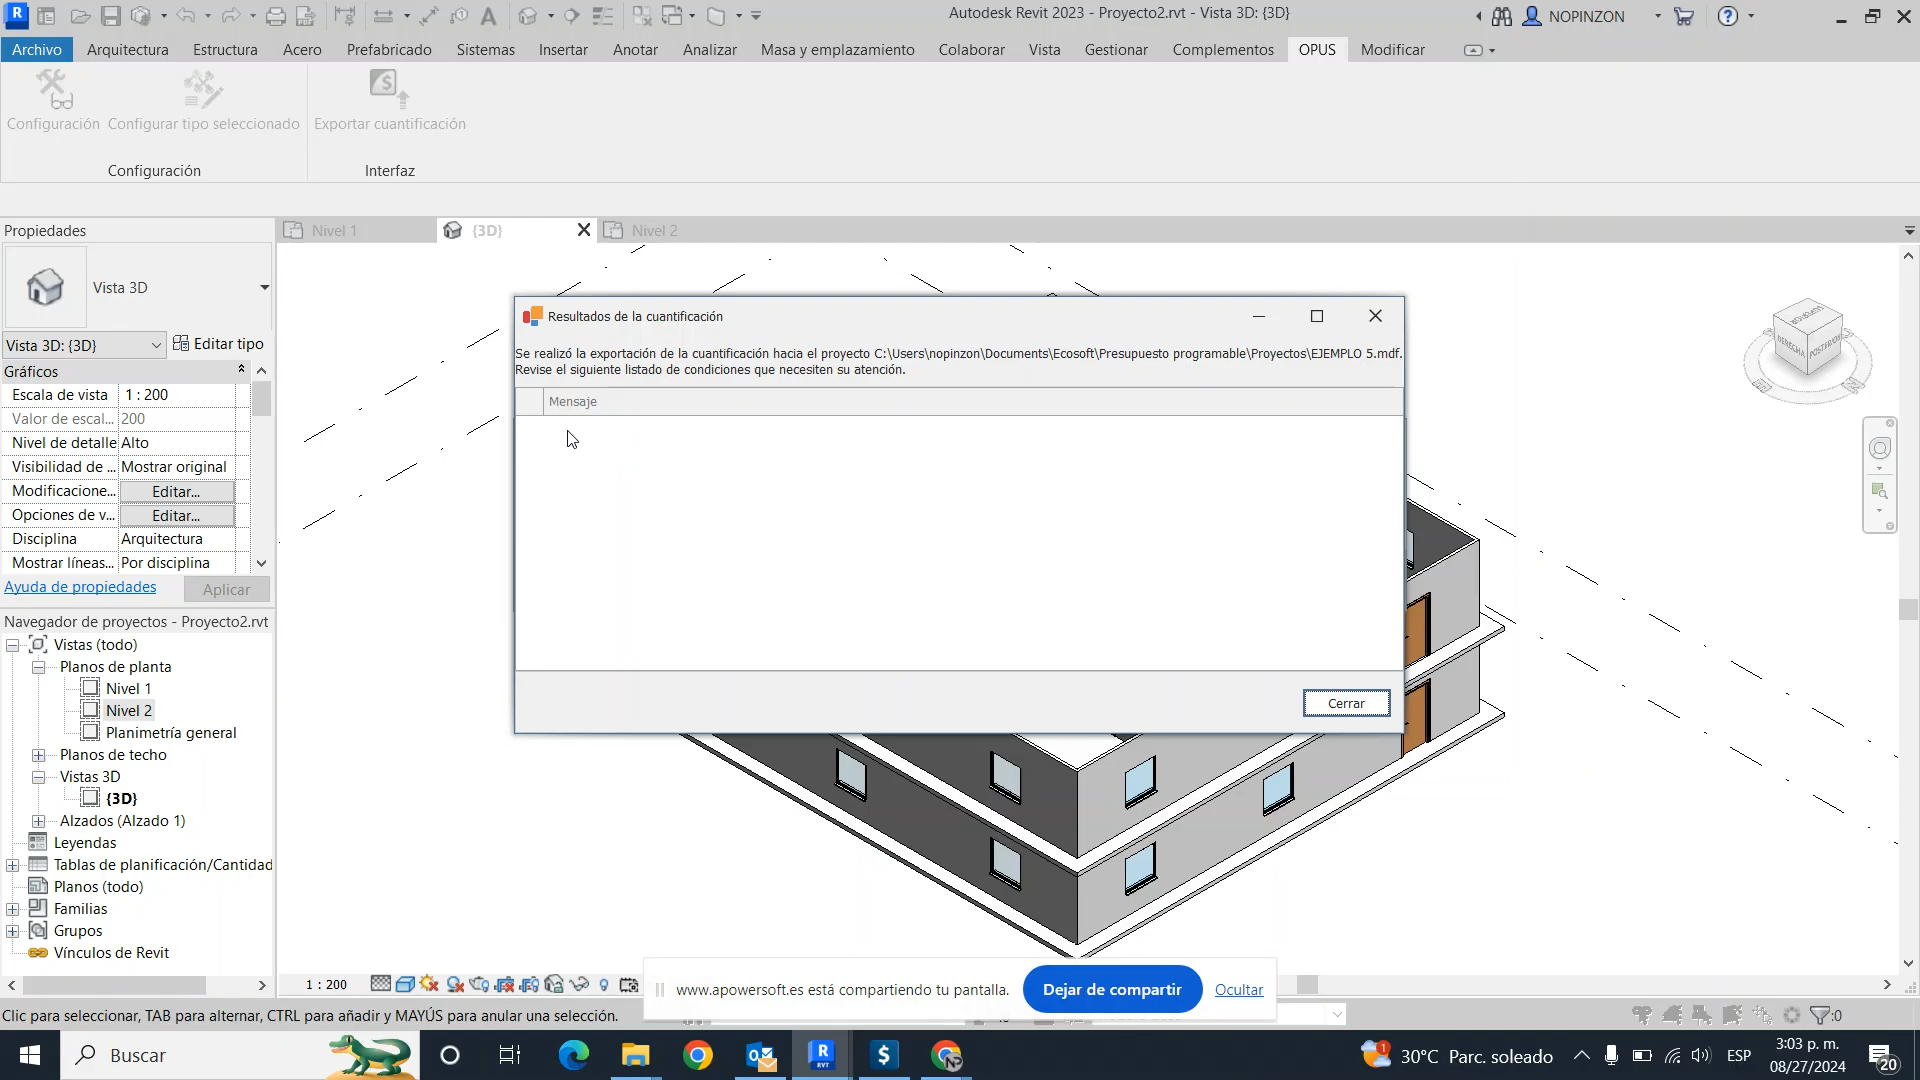 Autodesk Revit 2023 - Proyecto2.rvt - Vista 3D: {3D}
NOPINZON
Archivo Arquitectura Estructura Acero Prefabricado Sistemas Insertar Anotar Analizar Masa y emplazamiento Colaborar Vista Gestionar Complementos OPUS Modificar
Configuración Configurar tipo seleccionado Exportar cuantificación
Configuración Interfaz
Propiedades
Nivel 1 {3D} Nivel 2
Vista 3D
Vista 3D: {3D} Editar tipo
Gráficos
Escala de vista 1 : 200
Valor de escal... 200
Nivel de detalle Alto
Visibilidad de ... Mostrar original
Modificacione... Editar...
Opciones de v... Editar...
Disciplina Arquitectura
Mostrar líneas... Por disciplina
Ayuda de propiedades Aplicar
Navegador de proyectos - Proyecto2.rvt
Vistas (todo)
Planos de planta
Nivel 1
Nivel 2
Planimetría general
Planos de techo
Vistas 3D
{3D}
Alzados (Alzado 1)
Leyendas
Tablas de planificación/Cantidad
Planos (todo)
Familias
Grupos
Vínculos de Revit
Resultados de la cuantificación
Se realizó la exportación de la cuantificación hacia el proyecto C:\Users\nopinzon\Documents\Ecosoft\Presupuesto programable\Proyectos\EJEMPLO 5.mdf.
Revise el siguiente listado de condiciones que necesiten su atención.
Mensaje
Cerrar
DERECHA POSTERIOR
1 : 200
www.apowersoft.es está compartiendo tu pantalla. Dejar de compartir Ocultar
Clic para seleccionar, TAB para alternar, CTRL para añadir y MAYÚS para anular una selección.
:0
Buscar
30°C Parc. soleado
ESP
3:03 p. m.
08/27/2024
20